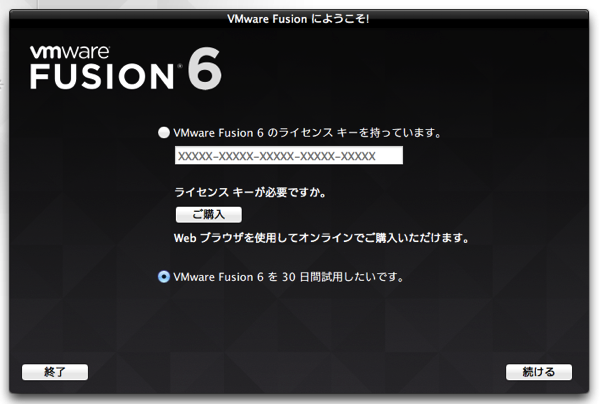 VMware Fusion にようこそ!
vmware
FUSION® 6
VMware Fusion 6 のライセンス キーを持っています。
XXXXX-XXXXX-XXXXX-XXXXX-XXXXX
ライセンス キーが必要ですか。
ご購入
Web ブラウザを使用してオンラインでご購入いただけます。
VMware Fusion 6 を 30 日間試用したいです。
終了
続ける